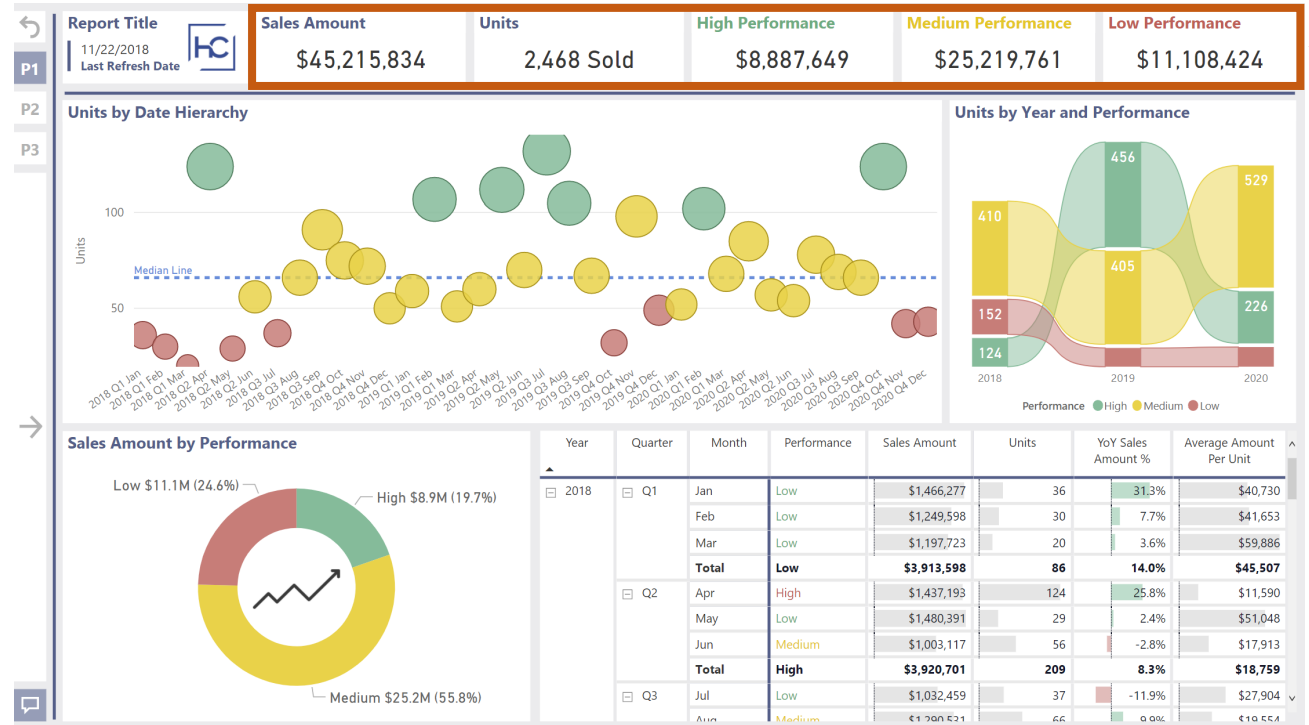 Report Title
11/22/2018
Last Refresh Date
HC
Sales Amount
$45,215,834
Units
2,468 Sold
High Performance
$8,887,649
Medium Performance
$25,219,761
Low Performance
$11,108,424
P1
P2
P3
Units by Date Hierarchy
Units
100
50
Median Line
2018 Q1 Jan
2018 Q1 Feb
2018 Q1 Mar
2018 Q2 Apr
2018 Q2 May
2018 Q2 Jun
2018 Q3 Jul
2018 Q3 Aug
2018 Q3 Sep
2018 Q4 Oct
2018 Q4 Nov
2018 Q4 Dec
2019 Q1 Jan
2019 Q1 Feb
2019 Q1 Mar
2019 Q2 Apr
2019 Q2 May
2019 Q2 Jun
2019 Q3 Jul
2019 Q3 Aug
2019 Q3 Sep
2019 Q4 Oct
2019 Q4 Nov
2019 Q4 Dec
2020 Q1 Jan
2020 Q1 Feb
2020 Q1 Mar
2020 Q2 Apr
2020 Q2 May
2020 Q2 Jun
2020 Q3 Jul
2020 Q3 Aug
2020 Q3 Sep
2020 Q4 Oct
2020 Q4 Nov
2020 Q4 Dec
Units by Year and Performance
410
152
124
456
405
529
226
2018 2019 2020
Performance High Medium Low
Sales Amount by Performance
Low $11.1M (24.6%)
High $8.9M (19.7%)
Medium $25.2M (55.8%)
Year Quarter Month Performance Sales Amount Units YoY Sales Amount % Average Amount Per Unit
2018 Q1 Jan Low $1,466,277 36 31.3% $40,730
Feb Low $1,249,598 30 7.7% $41,653
Mar Low $1,197,723 20 3.6% $59,886
Total Low $3,913,598 86 14.0% $45,507
Q2 Apr High $1,437,193 124 25.8% $11,590
May Low $1,480,391 29 2.4% $51,048
Jun Medium $1,003,117 56 -2.8% $17,913
Total High $3,920,701 209 8.3% $18,759
Q3 Jul Low $1,032,459 37 -11.9% $27,904
Aug Medium $1,290,531 66 9.9% $19,554